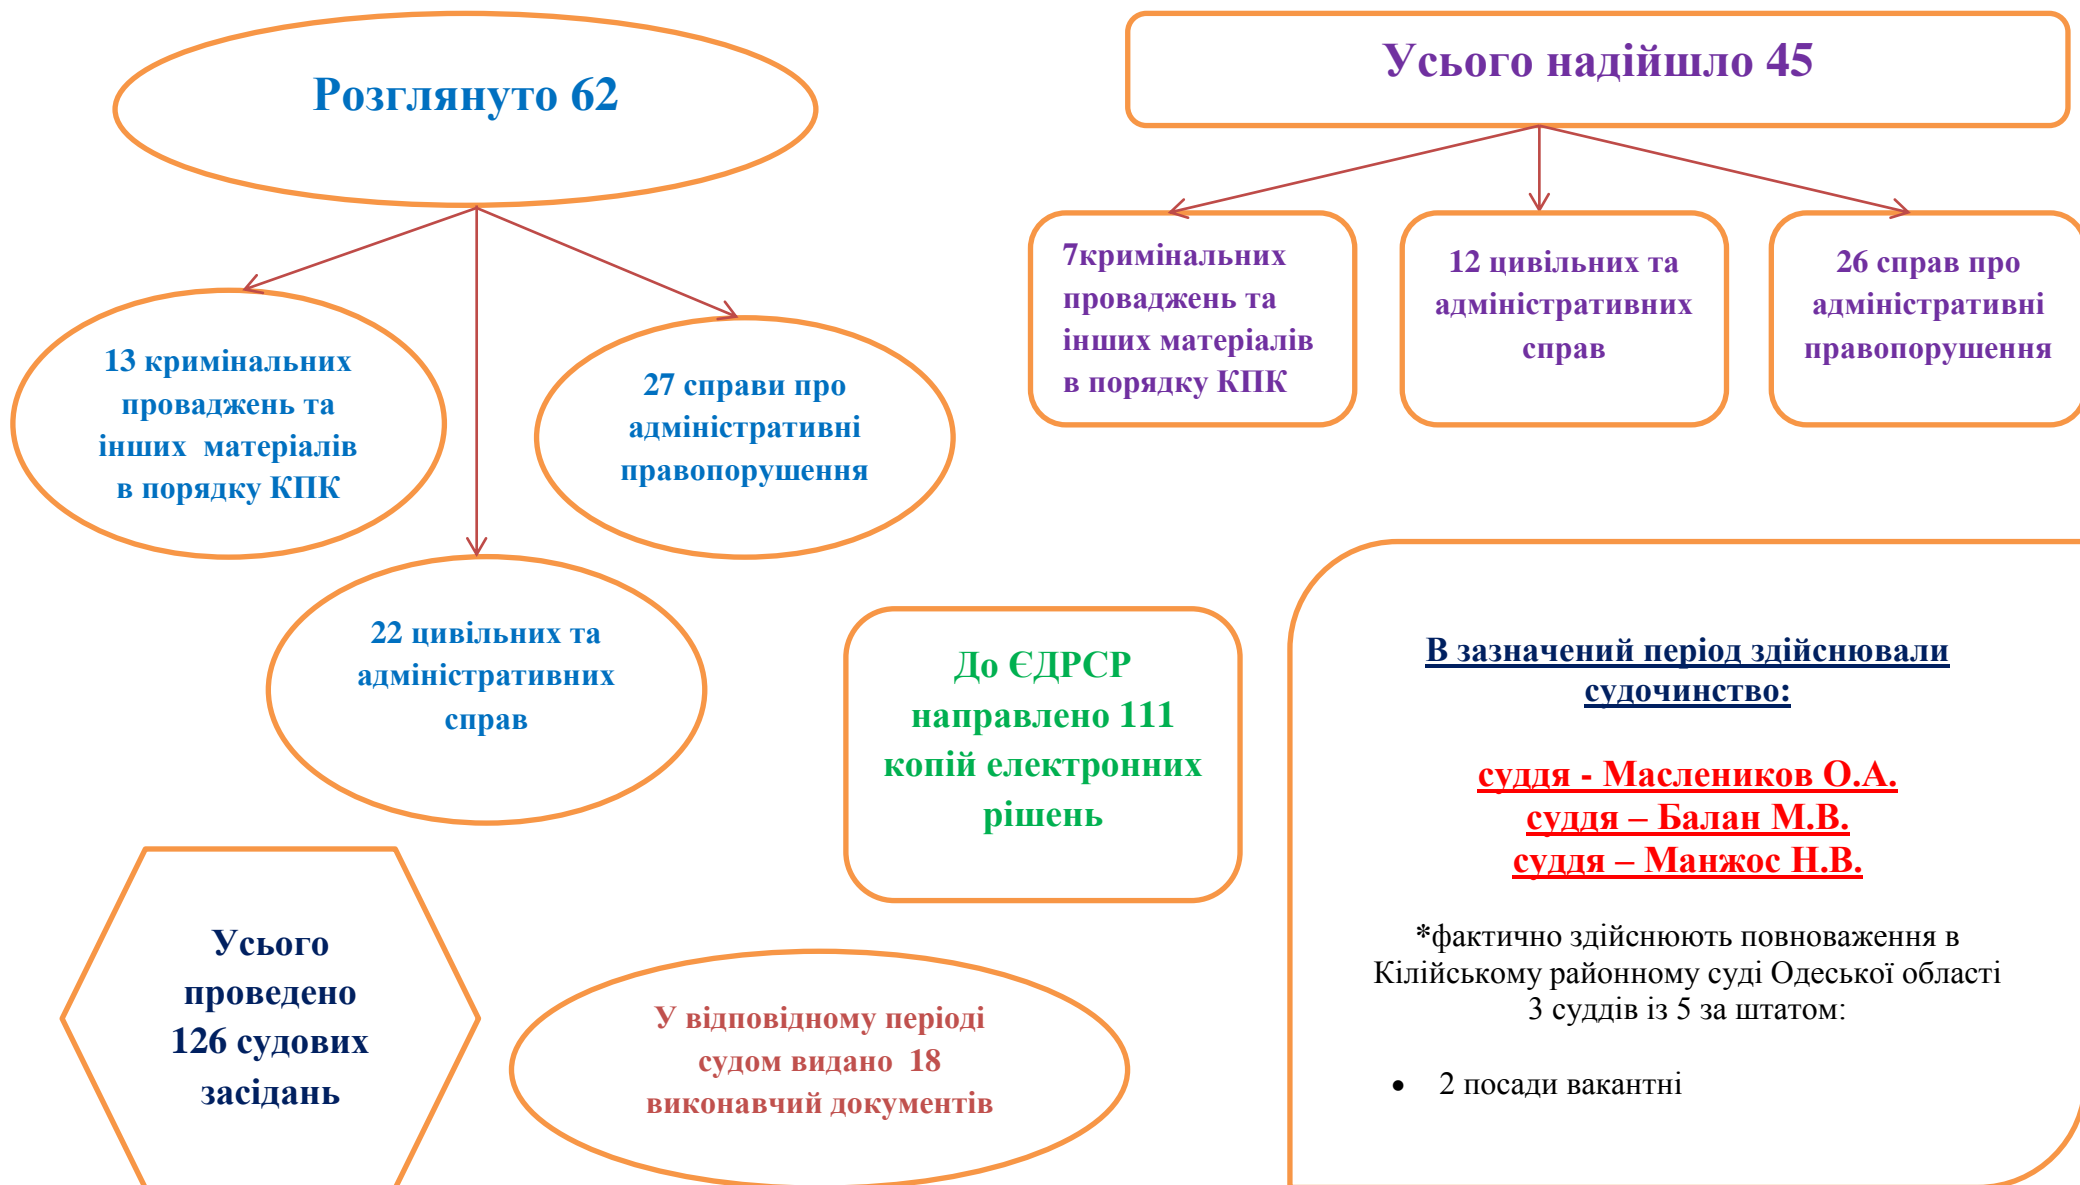 Розглянуто 62
Усього надійшло 45
13 кримінальних
проваджень та
інших  матеріалів
в порядку КПК
27 справи про
адміністративні
правопорушення
22 цивільних та
адміністративних
справ
7кримінальних
проваджень та
інших матеріалів
в порядку КПК
12 цивільних та
адміністративних
справ
26 справ про
адміністративні
правопорушення
До ЄДРСР
направлено 111
копій електронних
рішень
В зазначений період здійснювали
судочинство:
суддя - Маслеников О.А.
суддя – Балан М.В.
суддя – Манжос Н.В.
*фактично здійснюють повноваження в
Кілійському районному суді Одеської області
3 суддів із 5 за штатом:
• 2 посади вакантні
Усього
проведено
126 судових
засідань
У відповідному періоді
судом видано  18
виконавчий документів